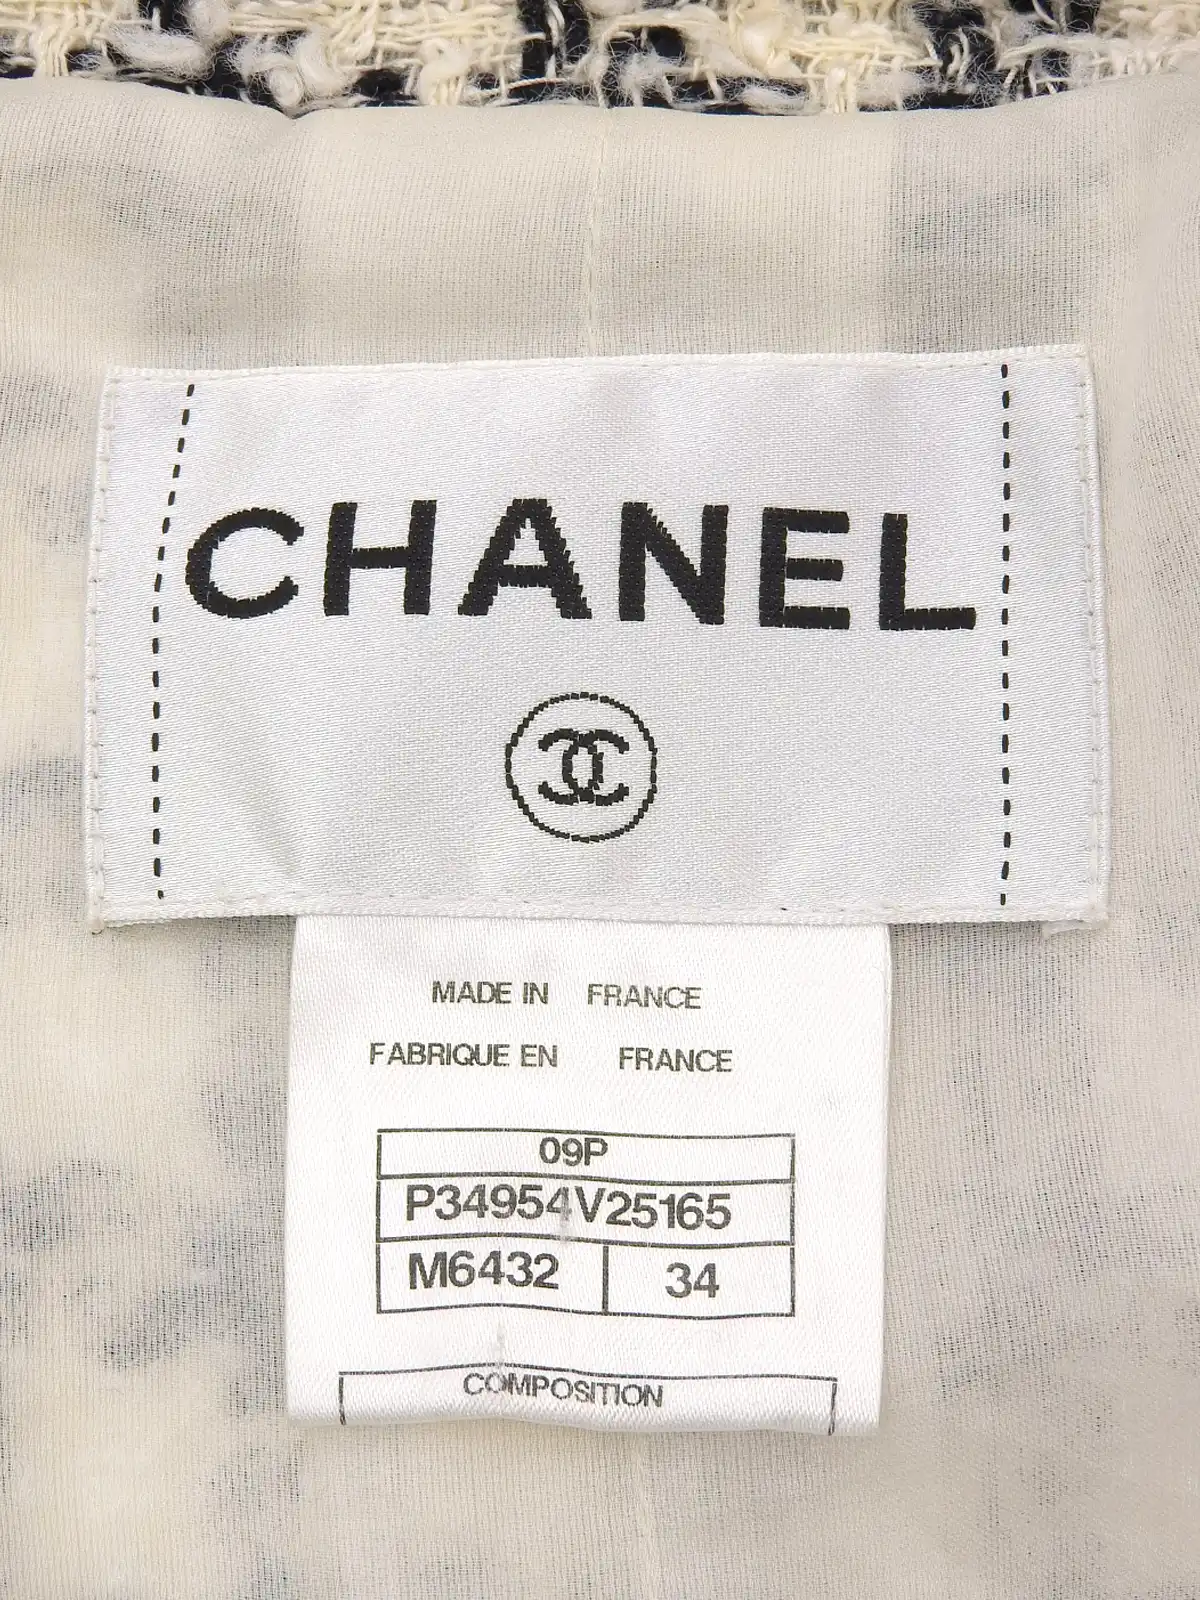 CHANEL
MADE IN FRANCE
FABRIQUE EN FRANCE
09P
P34954V25165
M6432 34
COMPOSITION